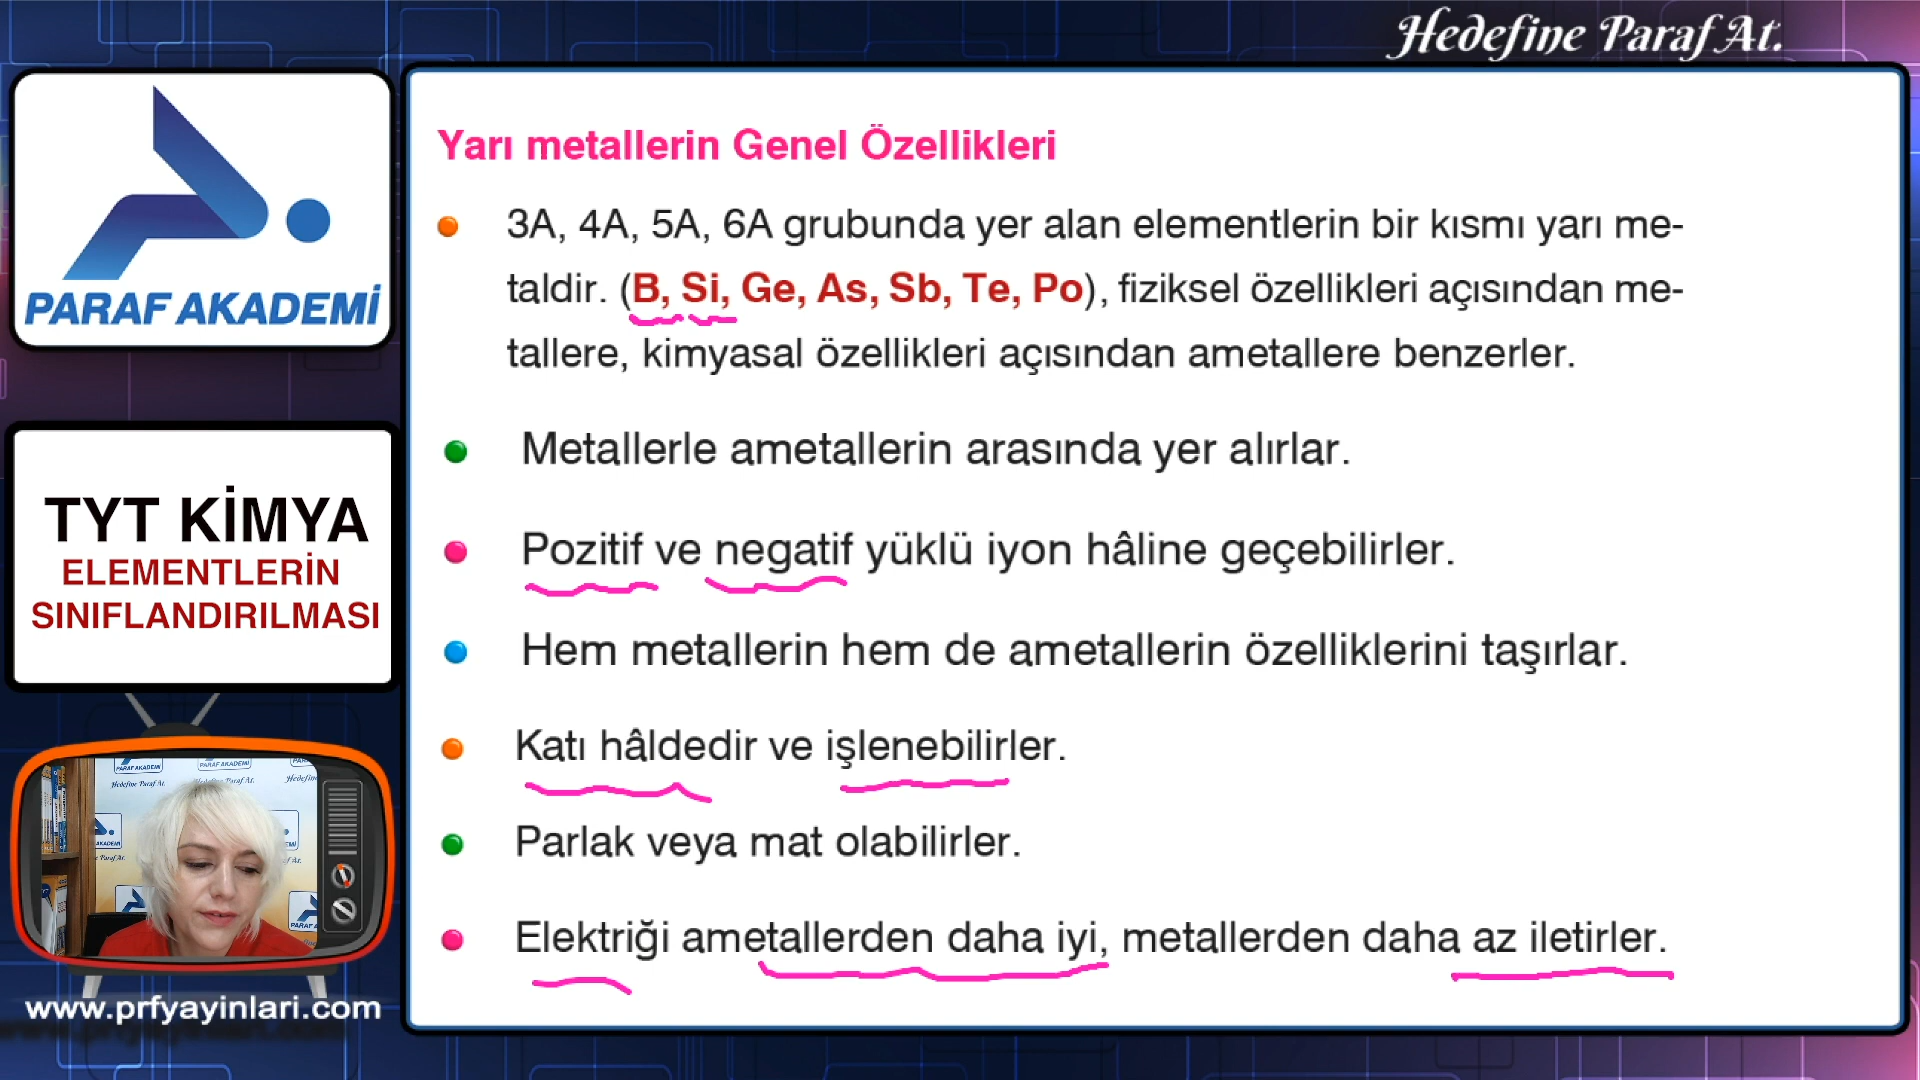 Hedefine Paraf At.
PARAF AKADEMİ
TYT KİMYA
ELEMENTLERİN
SINIFLANDIRILMASI
www.prfyayinlari.com
Yarı metallerin Genel Özellikleri
3A, 4A, 5A, 6A grubunda yer alan elementlerin bir kısmı yarı me-
taldir. (B, Si, Ge, As, Sb, Te, Po), fiziksel özellikleri açısından me-
tallere, kimyasal özellikleri açısından ametallere benzerler.
Metallerle ametallerin arasında yer alırlar.
Pozitif ve negatif yüklü iyon hâline geçebilirler.
Hem metallerin hem de ametallerin özelliklerini taşırlar.
Katı hâldedir ve işlenebilirler.
Parlak veya mat olabilirler.
Elektriği ametallerden daha iyi, metallerden daha az iletirler.